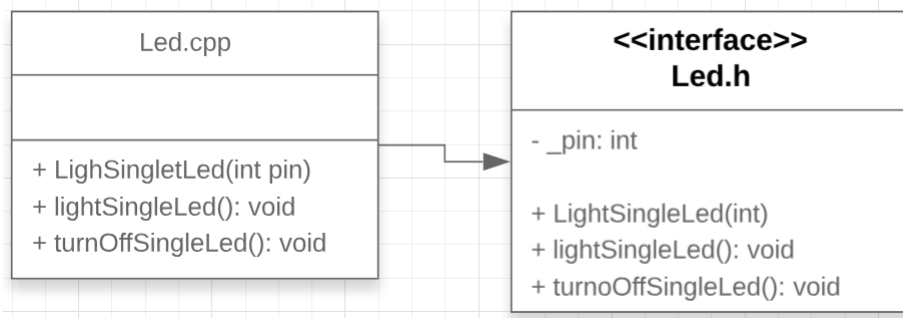 Led.cpp
+ LighSingletLed(int pin)
+ lightSingleLed(): void
+ turnOffSingleLed(): void
<<interface>>
Led.h
- _pin: int
+ LightSingleLed(int)
+ lightSingleLed(): void
+ turnoOffSingleLed(): void